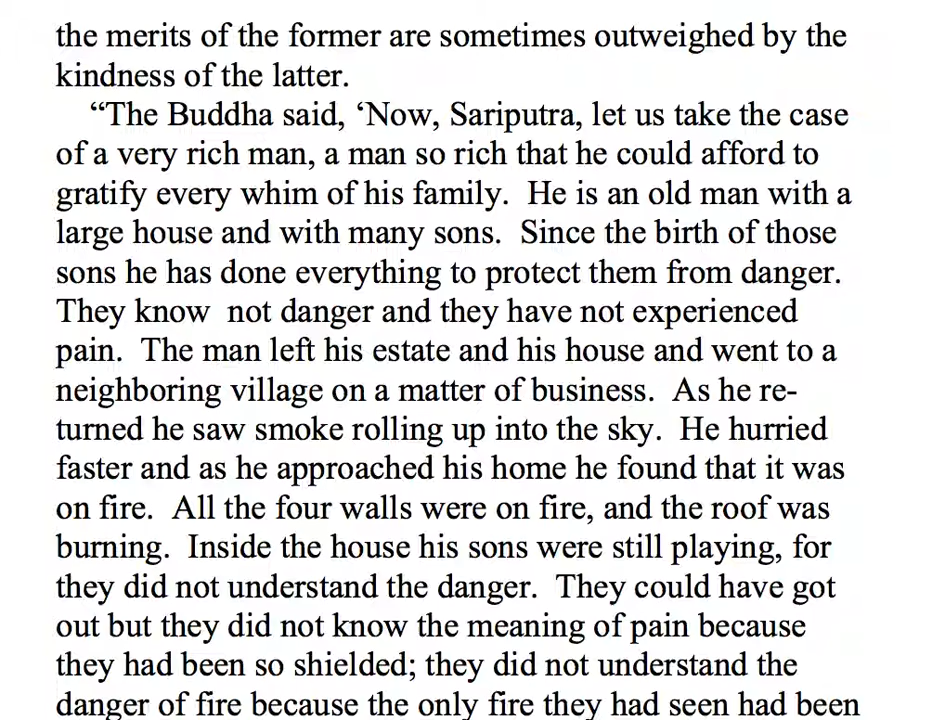 the merits of the former are sometimes outweighed by the
kindness of the latter.
“The Buddha said, ‘Now, Sariputra, let us take the case
of a very rich man, a man so rich that he could afford to
gratify every whim of his family.  He is an old man with a
large house and with many sons.  Since the birth of those
sons he has done everything to protect them from danger.
They know  not danger and they have not experienced
pain.  The man left his estate and his house and went to a
neighboring village on a matter of business.  As he re-
turned he saw smoke rolling up into the sky.  He hurried
faster and as he approached his home he found that it was
on fire.  All the four walls were on fire, and the roof was
burning.  Inside the house his sons were still playing, for
they did not understand the danger.  They could have got
out but they did not know the meaning of pain because
they had been so shielded; they did not understand the
danger of fire because the only fire they had seen had been